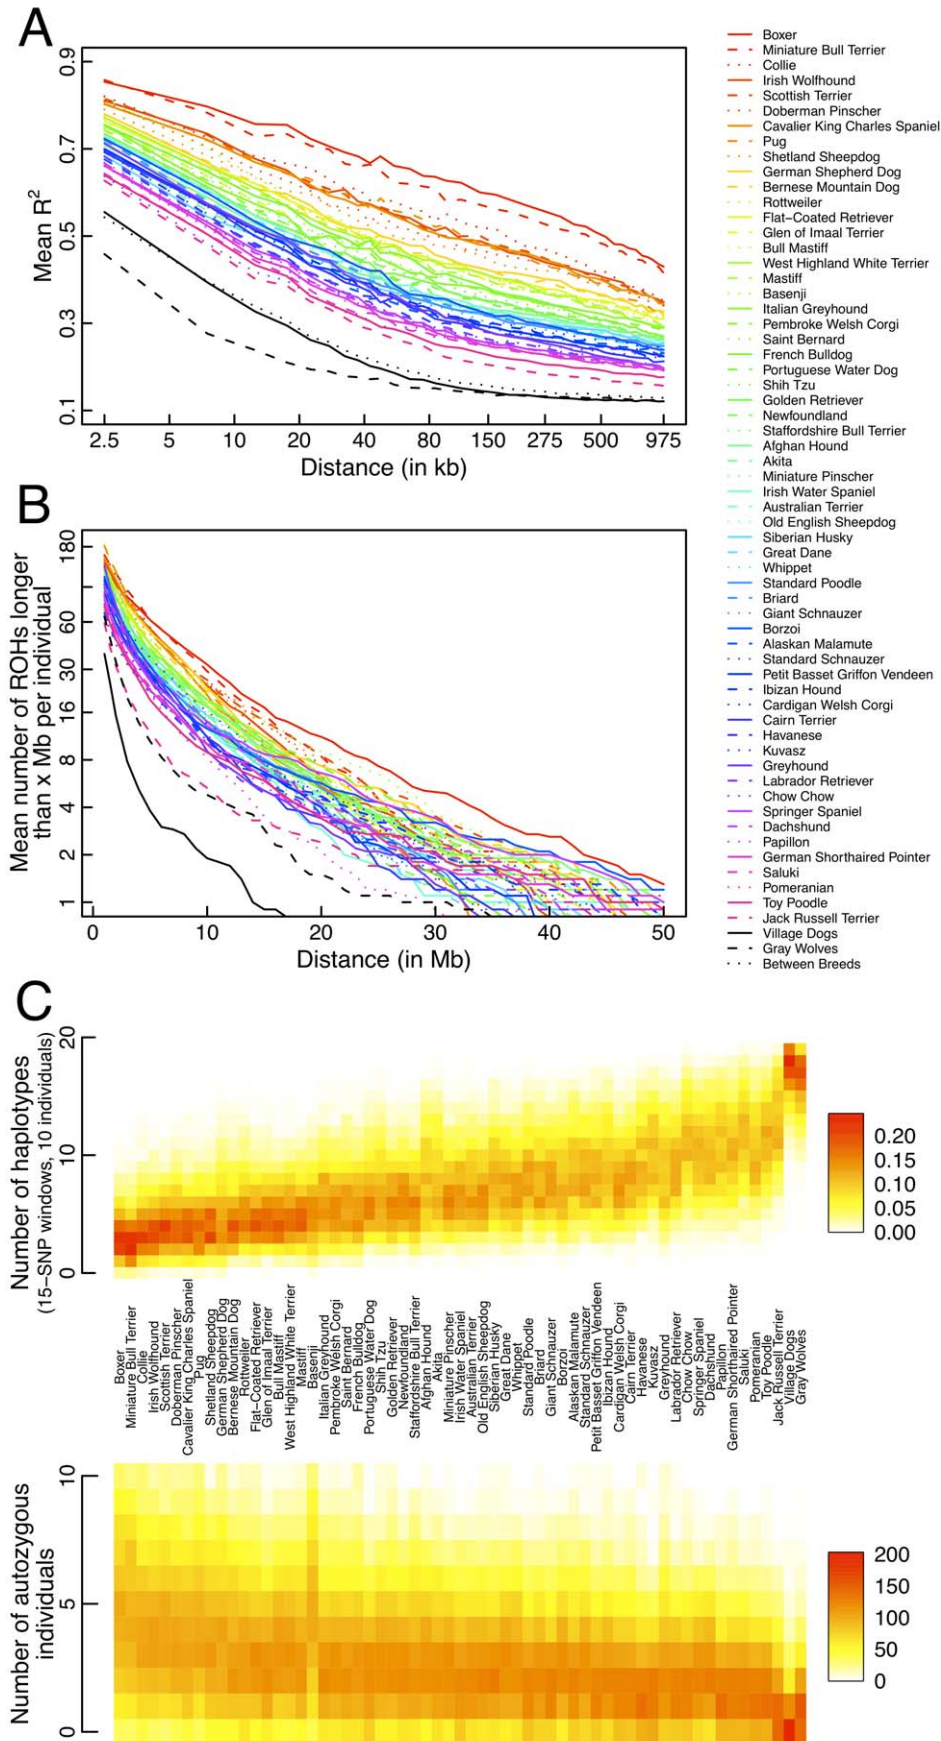 A
0.9
0.7
0.5
0.3
0.1
Mean R2
2.5 5 10 20 40 80 150 275 500 975
Distance (in kb)
B
180
60
30
16
8
4
2
1
Mean number of ROHs longer
than x Mb per individual
0 10 20 30 40 50
Distance (in Mb)
Boxer
Miniature Bull Terrier
Collie
Irish Wolfhound
Scottish Terrier
Doberman Pinscher
Cavalier King Charles Spaniel
Pug
Shetland Sheepdog
German Shepherd Dog
Bernese Mountain Dog
Rottweiler
Flat−Coated Retriever
Glen of Imaal Terrier
Bull Mastiff
West Highland White Terrier
Mastiff
Basenji
Italian Greyhound
Pembroke Welsh Corgi
Saint Bernard
French Bulldog
Portuguese Water Dog
Shih Tzu
Golden Retriever
Newfoundland
Staffordshire Bull Terrier
Afghan Hound
Akita
Miniature Pinscher
Irish Water Spaniel
Australian Terrier
Old English Sheepdog
Siberian Husky
Great Dane
Whippet
Standard Poodle
Briard
Giant Schnauzer
Borzoi
Alaskan Malamute
Standard Schnauzer
Petit Basset Griffon Vendeen
Ibizan Hound
Cardigan Welsh Corgi
Cairn Terrier
Havanese
Kuvasz
Greyhound
Labrador Retriever
Chow Chow
Springer Spaniel
Dachshund
Papillon
German Shorthaired Pointer
Saluki
Pomeranian
Toy Poodle
Jack Russell Terrier
Village Dogs
Gray Wolves
Between Breeds
C
20
10
0
Number of haplotypes
(15−SNP windows, 10 individuals)
0.20
0.15
0.10
0.05
0.00
Boxer
Miniature Bull Terrier
Collie
Irish Wolfhound
Scottish Terrier
Doberman Pinscher
Cavalier King Charles Spaniel
Pug
Shetland Sheepdog
German Shepherd Dog
Bernese Mountain Dog
Rottweiler
Flat−Coated Retriever
Glen of Imaal Terrier
Bull Mastiff
West Highland White Terrier
Mastiff
Basenji
Italian Greyhound
Pembroke Welsh Corgi
Saint Bernard
French Bulldog
Portuguese Water Dog
Shih Tzu
Golden Retriever
Newfoundland
Staffordshire Bull Terrier
Afghan Hound
Akita
Miniature Pinscher
Irish Water Spaniel
Australian Terrier
Old English Sheepdog
Siberian Husky
Great Dane
Whippet
Standard Poodle
Briard
Giant Schnauzer
Borzoi
Alaskan Malamute
Standard Schnauzer
Petit Basset Griffon Vendeen
Ibizan Hound
Cardigan Welsh Corgi
Cairn Terrier
Havanese
Kuvasz
Greyhound
Labrador Retriever
Chow Chow
Springer Spaniel
Dachshund
Papillon
German Shorthaired Pointer
Saluki
Pomeranian
Toy Poodle
Jack Russell Terrier
Village Dogs
Gray Wolves
10
5
0
Number of autozygous
individuals
200
150
100
50
0